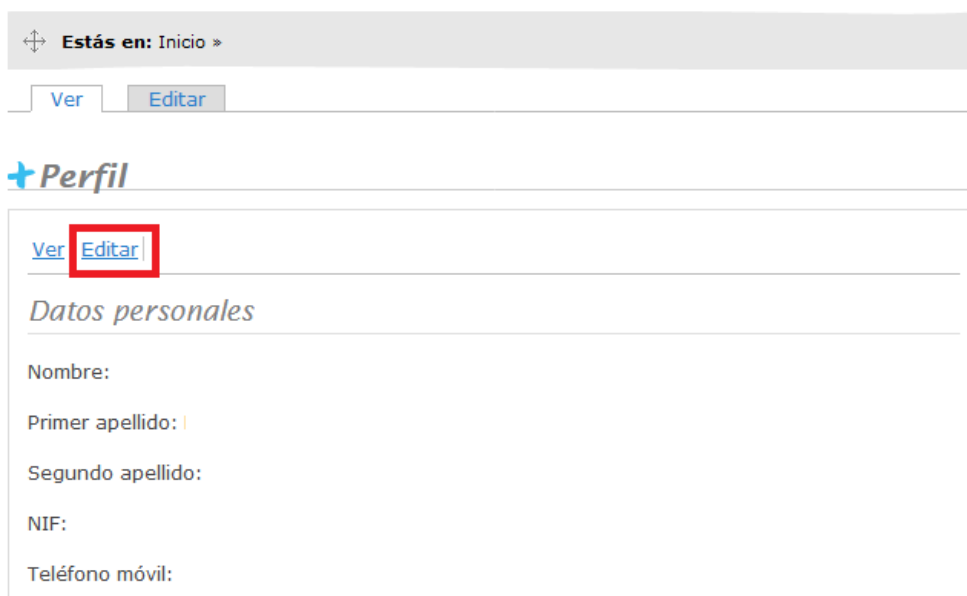 Estás en: Inicio »
Ver Editar
Perfil
Ver Editar
Datos personales
Nombre:
Primer apellido:
Segundo apellido:
NIF:
Teléfono móvil: